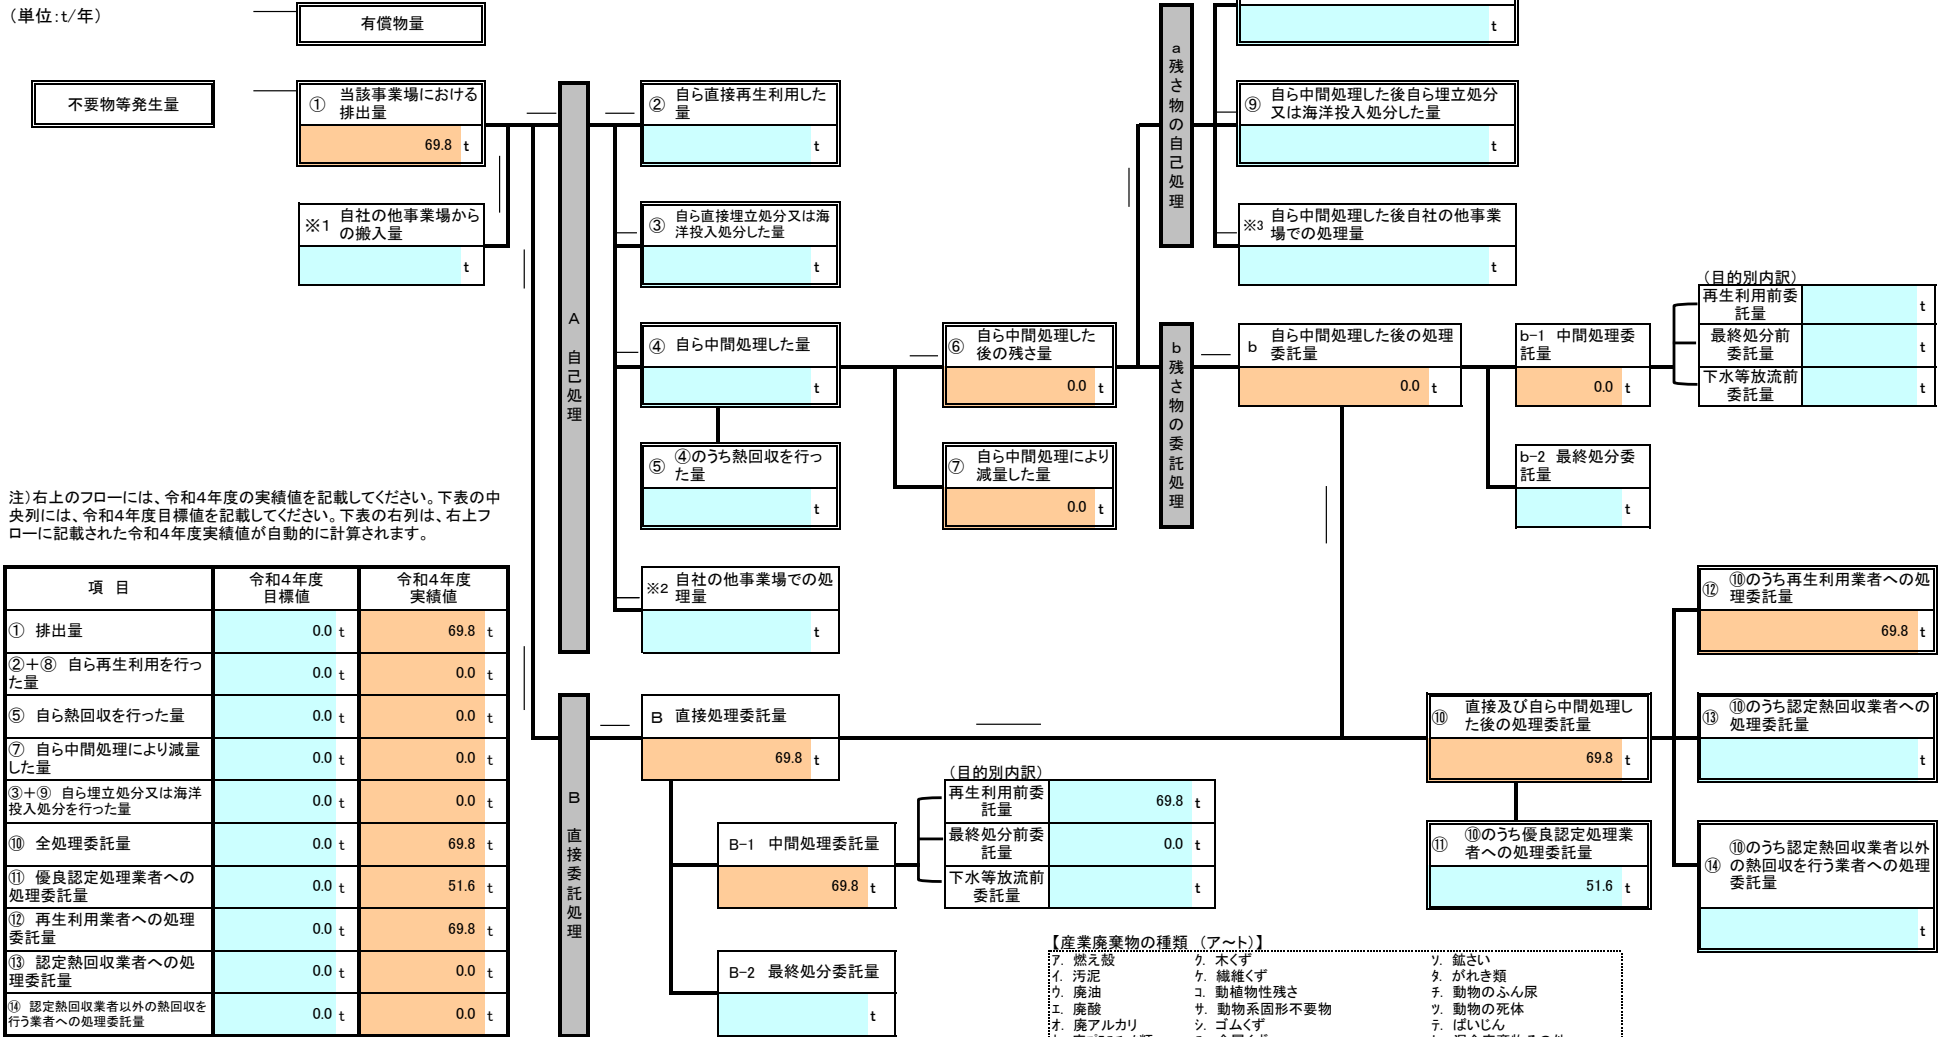 (単位:t/年)
有償物量
不要物等発生量
① 当該事業場における
排出量
69.8 t
※1 自社の他事業場から
の搬入量
t
A 自己処理
② 自ら直接再生利用した
量
t
③ 自ら直接埋立処分又は海
洋投入処分した量
t
④ 自ら中間処理した量
t
⑤ ④のうち熱回収を行っ
た量
t
※2 自社の他事業場での処
理量
t
⑥ 自ら中間処理した
後の残さ量
0.0 t
⑦ 自ら中間処理により
減量した量
0.0 t
a 残さ物の自己処理
t
⑨ 自ら中間処理した後自ら埋立処分
又は海洋投入処分した量
t
※3 自ら中間処理した後自社の他事業
場での処理量
t
b 残さ物の委託処理
b 自ら中間処理した後の処理
委託量
0.0 t
b-1 中間処理委
託量
0.0 t
b-2 最終処分委
託量
t
(目的別内訳)
再生利用前委
託量
t
最終処分前
委託量
t
下水等放流前
委託量
t
注)右上のフローには、令和4年度の実績値を記載してください。下表の中
央列には、令和4年度目標値を記載してください。下表の右列は、右上フ
ローに記載された令和4年度実績値が自動的に計算されます。
項 目
令和4年度
目標値
令和4年度
実績値
① 排出量 0.0 t 69.8 t
②+⑧ 自ら再生利用を行っ
た量 0.0 t 0.0 t
⑤ 自ら熱回収を行った量 0.0 t 0.0 t
⑦ 自ら中間処理により減量
した量 0.0 t 0.0 t
③+⑨ 自ら埋立処分又は海洋
投入処分を行った量 0.0 t 0.0 t
⑩ 全処理委託量 0.0 t 69.8 t
⑪ 優良認定処理業者への
処理委託量 0.0 t 51.6 t
⑫ 再生利用業者への処理
委託量 0.0 t 69.8 t
⑬ 認定熱回収業者への処
理委託量 0.0 t 0.0 t
⑭ 認定熱回収業者以外の熱回収を
行う業者への処理委託量 0.0 t 0.0 t
B 直接委託処理
B 直接処理委託量
69.8 t
B-1 中間処理委託量
69.8 t
B-2 最終処分委託量
t
(目的別内訳)
再生利用前委
託量
69.8 t
最終処分前委
託量
0.0 t
下水等放流前
委託量
t
⑩ 直接及び自ら中間処理し
た後の処理委託量
69.8 t
⑪ ⑩のうち優良認定処理業
者への処理委託量
51.6 t
⑫ ⑩のうち再生利用業者への処
理委託量
69.8 t
⑬ ⑩のうち認定熱回収業者への
処理委託量
t
⑭ ⑩のうち認定熱回収業者以外
の熱回収を行う業者への処理
委託量
t
【産業廃棄物の種類 (ア~ト)】
ア. 燃え殻 ク. 木くず ソ. 鉱さい
イ. 汚泥 ケ. 繊維くず タ. がれき類
ウ. 廃油 コ. 動植物性残さ チ. 動物のふん尿
エ. 廃酸 サ. 動物系固形不要物 ツ. 動物の死体
オ. 廃アルカリ シ. ゴムくず テ. ばいじん